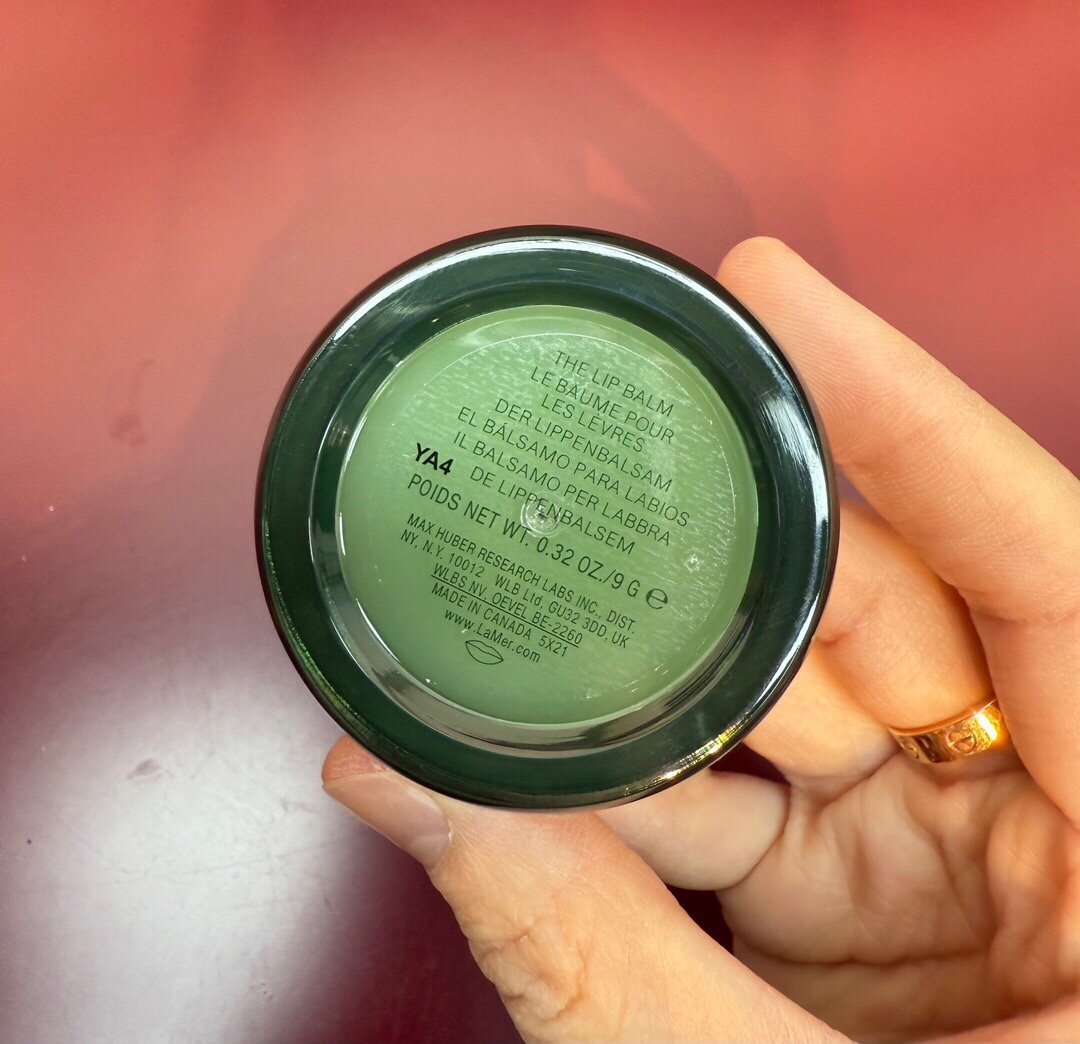 THE LIP BALM
LE BAUME POUR
LES LÈVRES
DER LIPPENBALSAM
EL BÁLSAMO PARA LABIOS
IL BALSAMO PER LABBRA
YA4 DE LIPPENBALSEM
POIDS NET WT. 0.32 OZ./9 G ℮
MAX HUBER RESEARCH LABS INC., DIST.
NY, N.Y. 10012 WLB Ltd. GU32 3DD, UK
WLBS NV, OEVEL BE-2260
MADE IN CANADA 5X21
www.LaMer.com